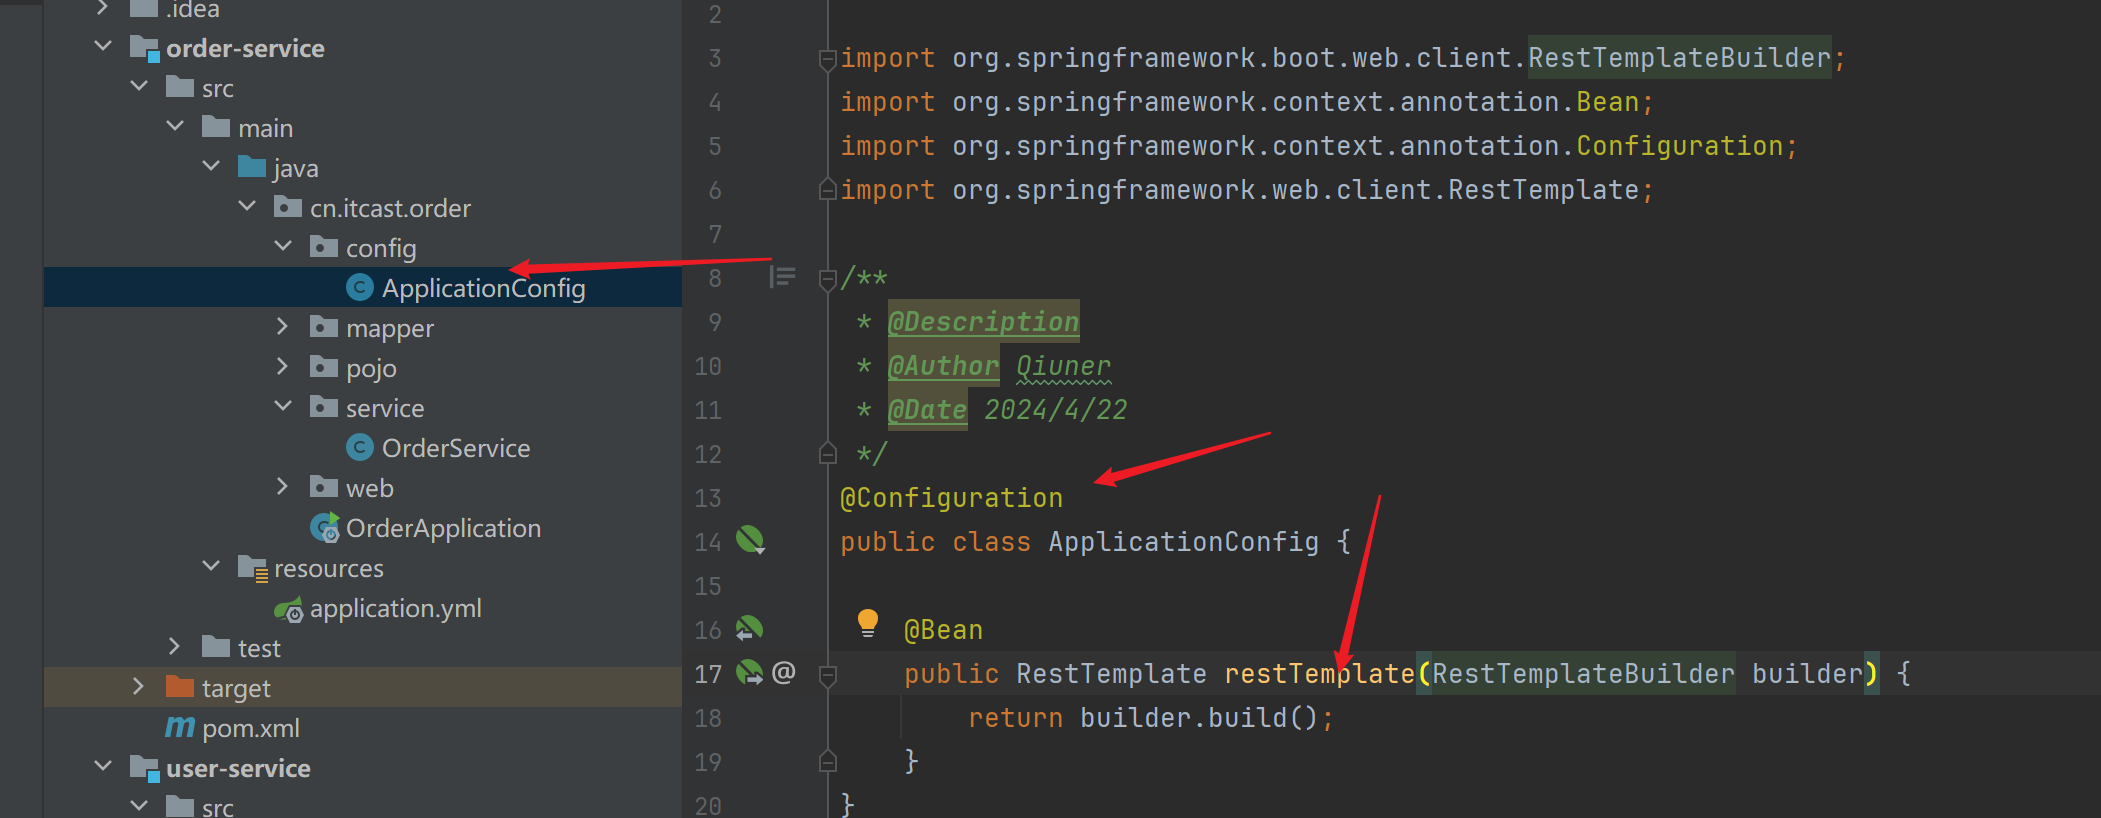 .idea
order-service
src
main
java
cn.itcast.order
config
ApplicationConfig
mapper
pojo
service
OrderService
web
OrderApplication
resources
application.yml
test
target
pom.xml
user-service
src
2
3 import org.springframework.boot.web.client.RestTemplateBuilder;
4 import org.springframework.context.annotation.Bean;
5 import org.springframework.context.annotation.Configuration;
6 import org.springframework.web.client.RestTemplate;
7
8 /**
9 * @Description
10 * @Author Qiuner
11 * @Date 2024/4/22
12 */
13 @Configuration
14 public class ApplicationConfig {
15
16 @Bean
17 @ public RestTemplate restTemplate(RestTemplateBuilder builder) {
18 return builder.build();
19 }
20 }